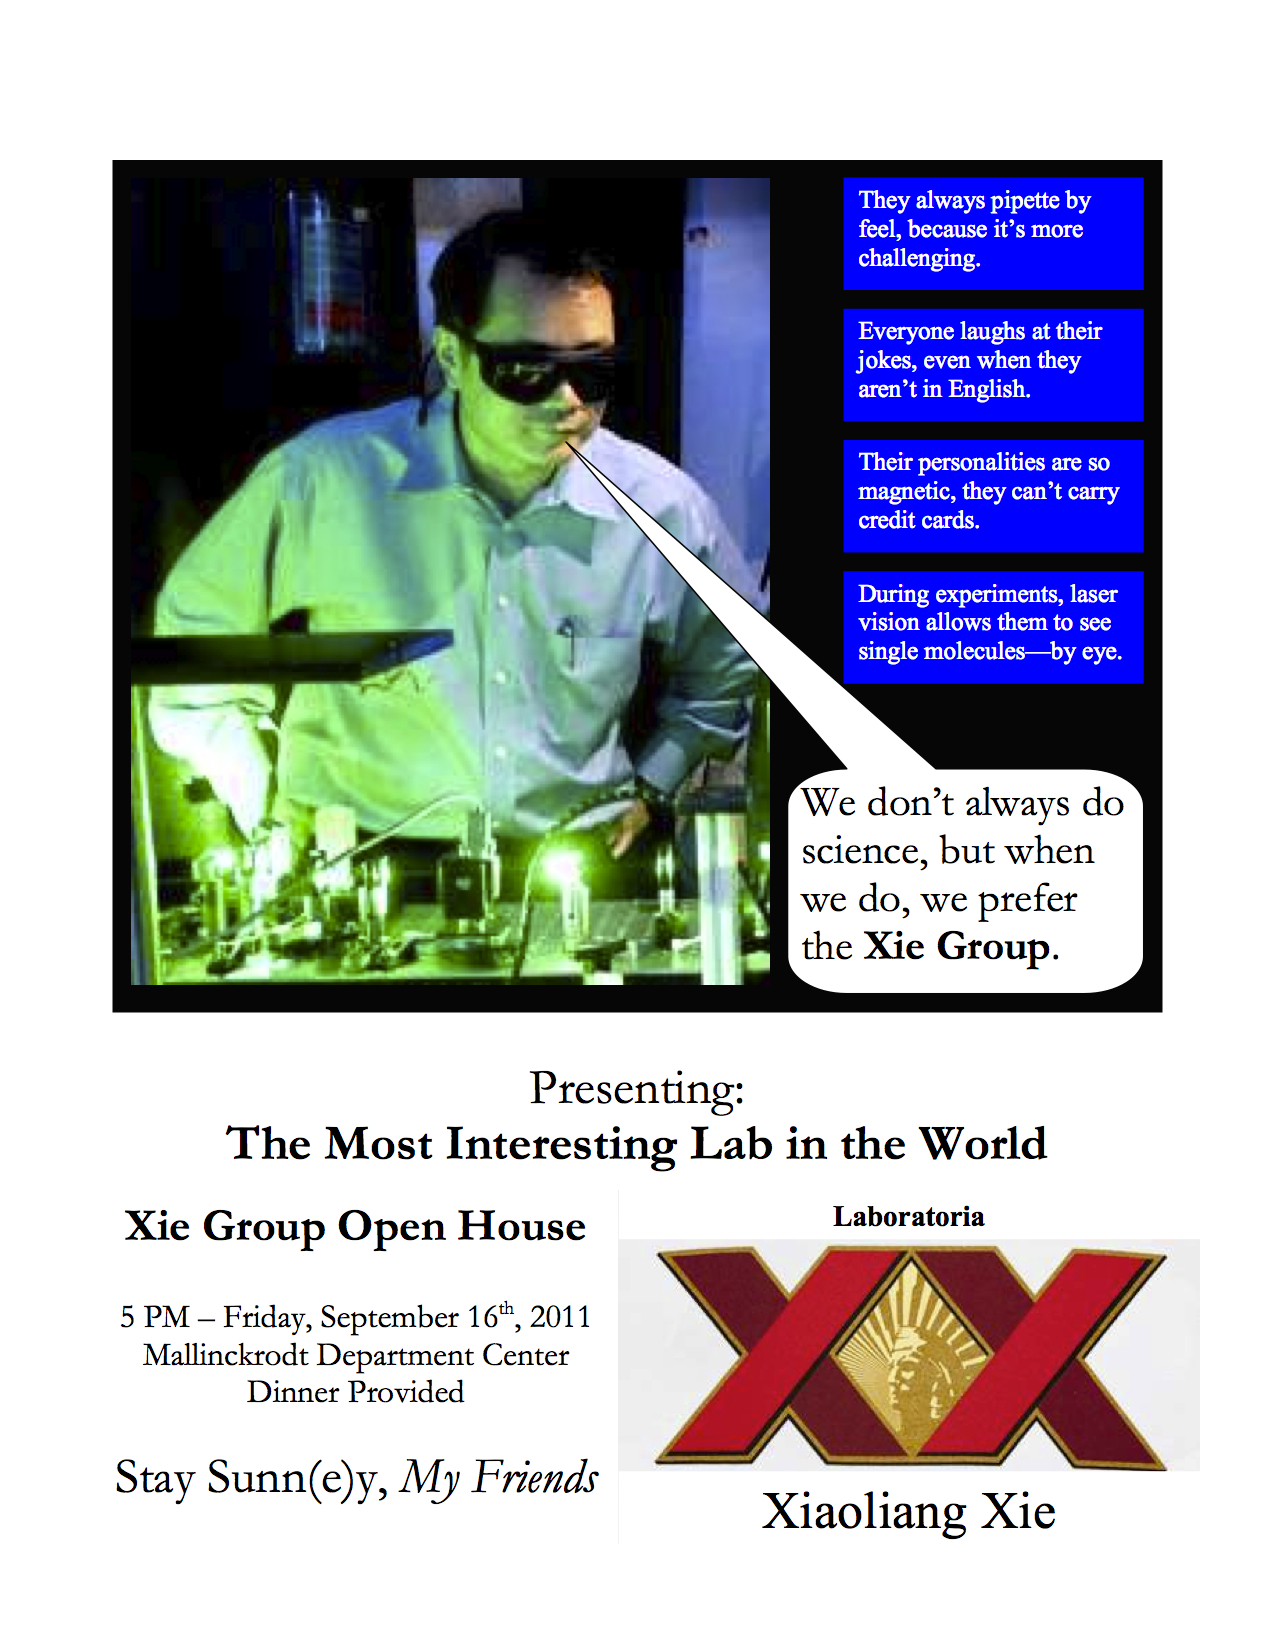 They always pipette by
feel, because it’s more
challenging.
Everyone laughs at their
jokes, even when they
aren’t in English.
Their personalities are so
magnetic, they can’t carry
credit cards.
During experiments, laser
vision allows them to see
single molecules—by eye.
We don’t always do
science, but when
we do, we prefer
the Xie Group.
Presenting:
The Most Interesting Lab in the World
Xie Group Open House
5 PM – Friday, September 16th, 2011
Mallinckrodt Department Center
Dinner Provided
Stay Sunn(e)y, My Friends
Laboratoria
XX
Xiaoliang Xie